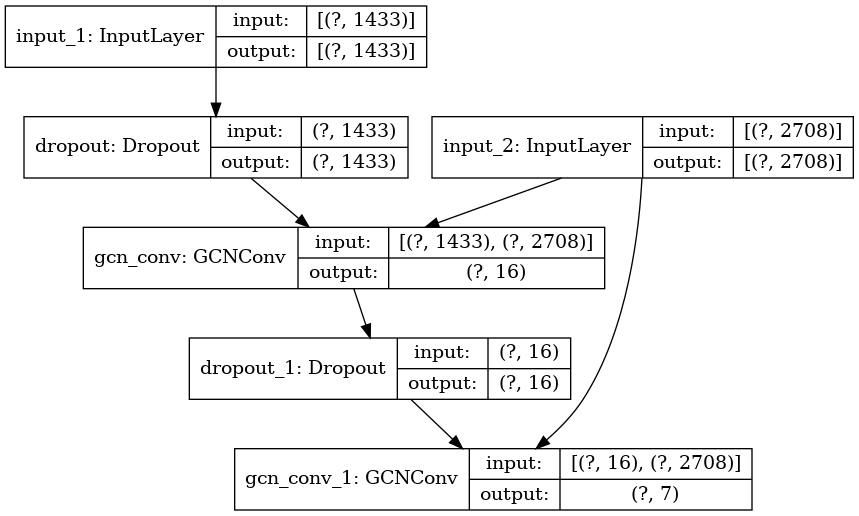 input_1: InputLayer
input: [(?, 1433)]
output: [(?, 1433)]
dropout: Dropout
input: (?, 1433)
output: (?, 1433)
input_2: InputLayer
input: [(?, 2708)]
output: [(?, 2708)]
gcn_conv: GCNConv
input: [(?, 1433), (?, 2708)]
output: (?, 16)
dropout_1: Dropout
input: (?, 16)
output: (?, 16)
gcn_conv_1: GCNConv
input: [(?, 16), (?, 2708)]
output: (?, 7)